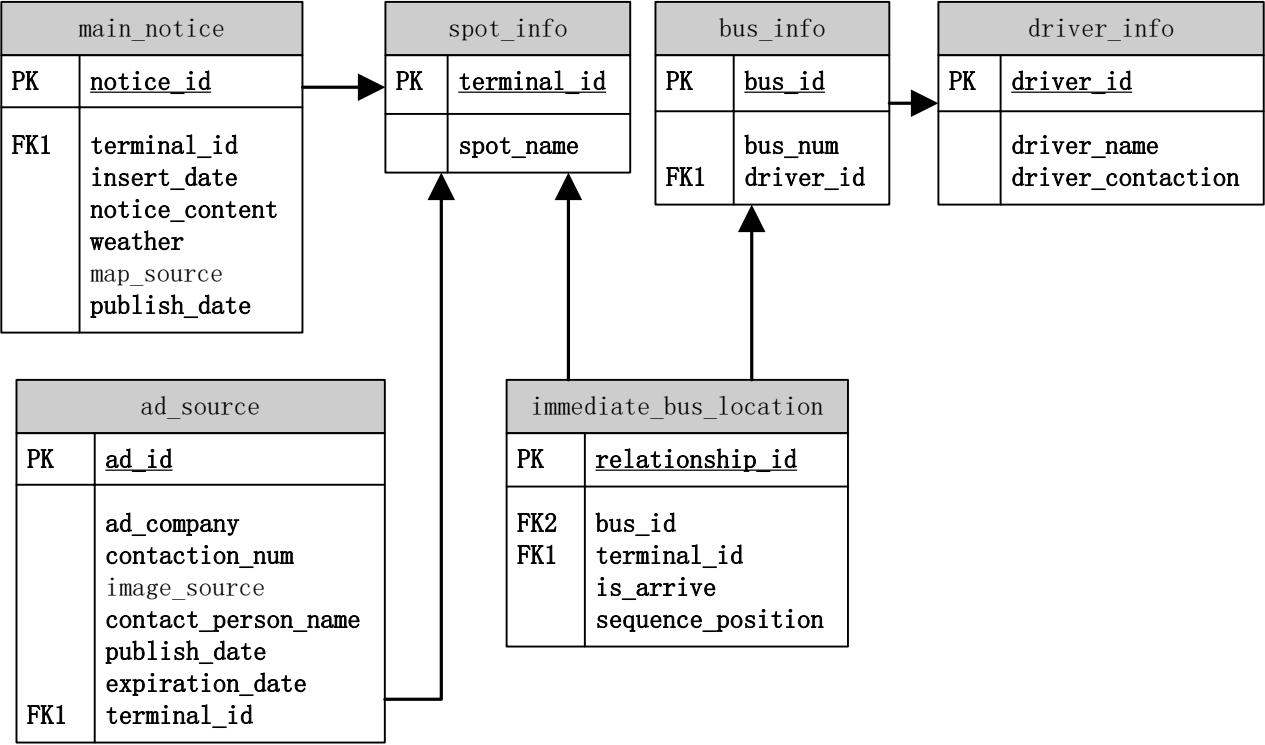 main_notice
PK notice_id
FK1 terminal_id
insert_date
notice_content
weather
map_source
publish_date
spot_info
PK terminal_id
spot_name
bus_info
PK bus_id
bus_num
FK1 driver_id
driver_info
PK driver_id
driver_name
driver_contaction
ad_source
PK ad_id
ad_company
contaction_num
image_source
contact_person_name
publish_date
expiration_date
FK1 terminal_id
immediate_bus_location
PK relationship_id
FK2 bus_id
FK1 terminal_id
is_arrive
sequence_position